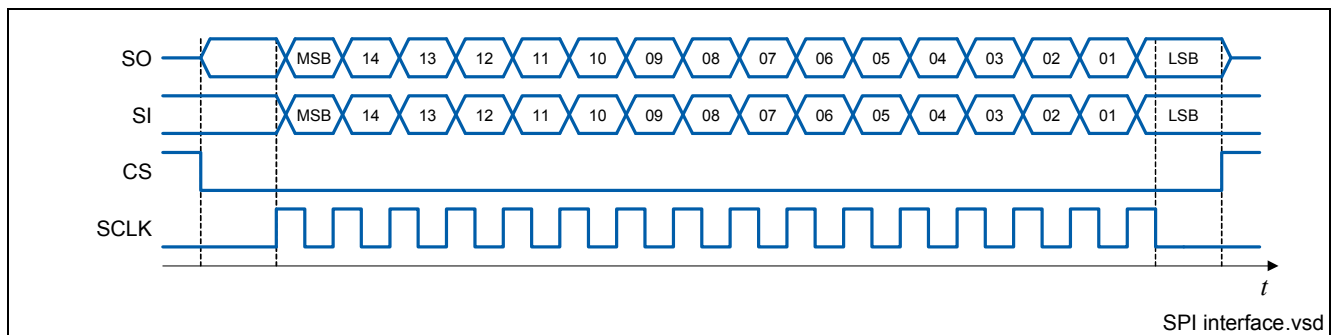 SO MSB 14 13 12 11 10 09 08 07 06 05 04 03 02 01 LSB
SI MSB 14 13 12 11 10 09 08 07 06 05 04 03 02 01 LSB
CS
SCLK
t
SPI interface.vsd